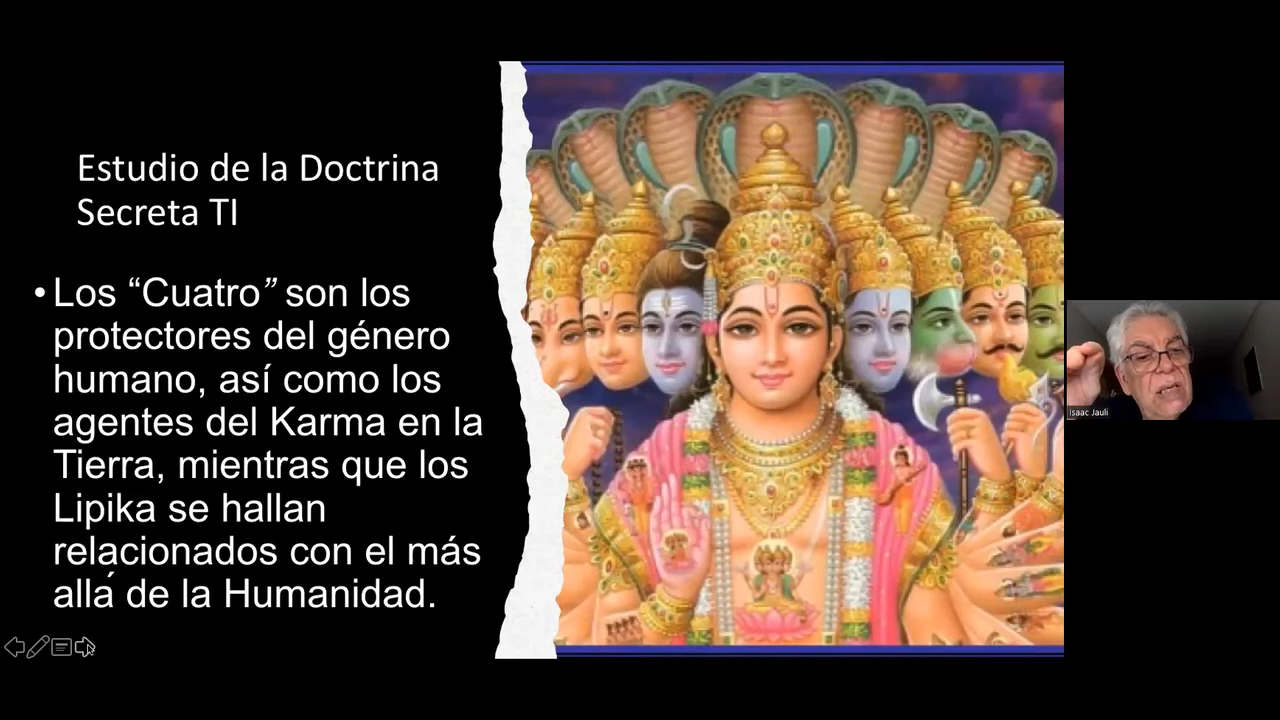 Estudio de la Doctrina
Secreta TI
• Los “Cuatro” son los
protectores del género
humano, así como los
agentes del Karma en la
Tierra, mientras que los
Lipika se hallan
relacionados con el más
allá de la Humanidad.
Isaac Jauli